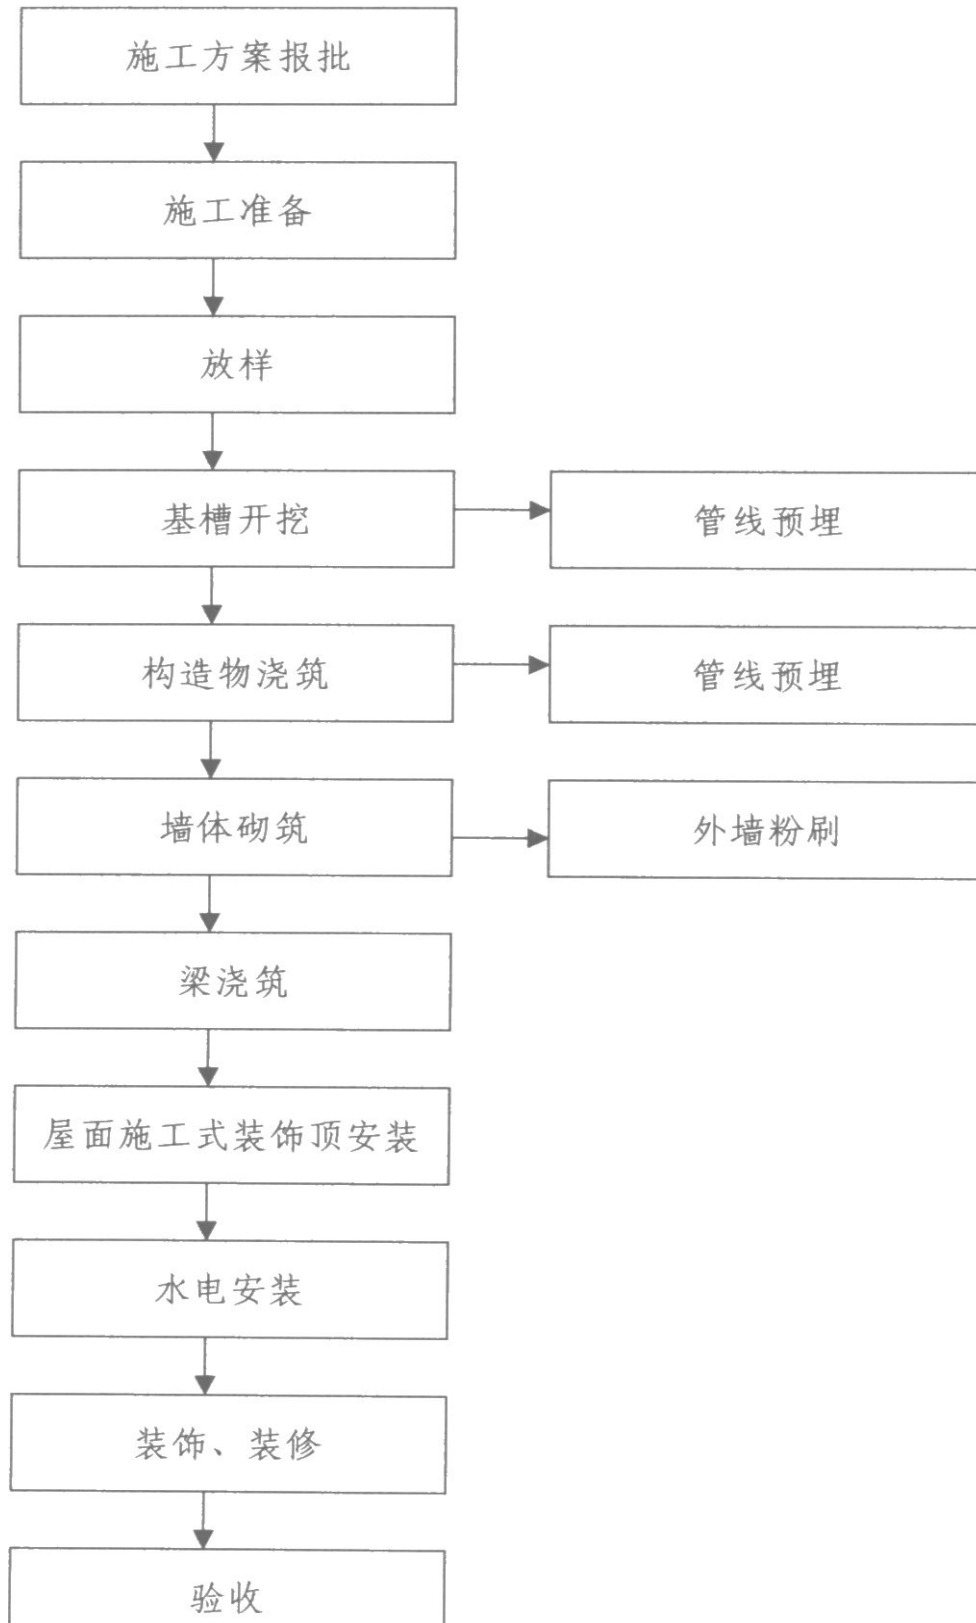 施工方案报批
施工准备
放样
基槽开挖
管线预埋
构造物浇筑
管线预埋
墙体砌筑
外墙粉刷
梁浇筑
屋面施工式装饰顶安装
水电安装
装饰、装修
验收